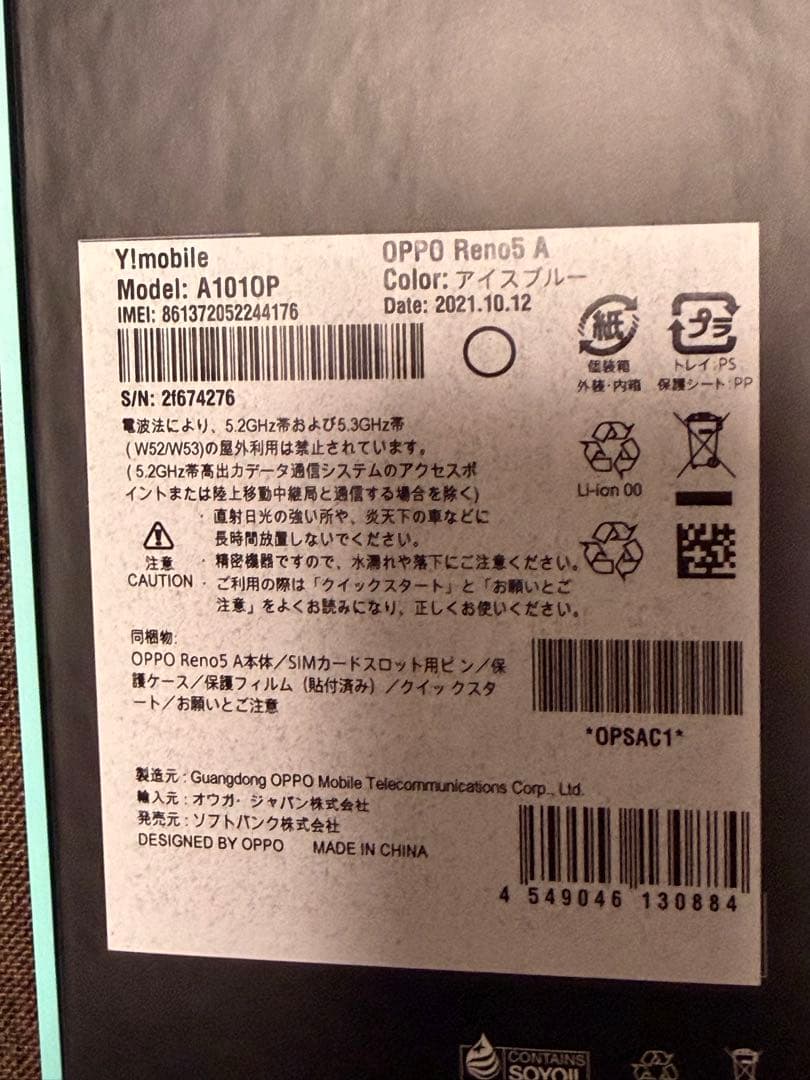 Y!mobile
OPPO Reno5 A
Model: A101OP
Color: アイスブルー
IMEI: 861372052244176
Date: 2021.10.12
紙
プラ
個装箱
外装・内箱
トレイ:PS
保護シート:PP
S/N: 2f674276
電波法により、5.2GHz帯および5.3GHz帯
(W52/W53)の屋外利用は禁止されています。
(5.2GHz帯高出力データ通信システムのアクセスポ
イントまたは陸上移動中継局と通信する場合を除く)
Li-ion 00
注意
CAUTION
・直射日光の強い所や、炎天下の車などに
長時間放置しないでください。
・精密機器ですので、水濡れや落下にご注意ください。
・ご利用の際は「クイックスタート」と「お願いとご
注意」をよくお読みになり、正しくお使いください。
同梱物:
OPPO Reno5 A本体/SIMカードスロット用ピン/保
護ケース/保護フィルム(貼付済み)/クイックスタ
ート/お願いとご注意
*OPSAC1*
製造元:Guangdong OPPO Mobile Telecommunications Corp., Ltd.
輸入元:オウガ・ジャパン株式会社
発売元:ソフトバンク株式会社
DESIGNED BY OPPO MADE IN CHINA
4 549046 130884
CONTAINS
SOYOIL